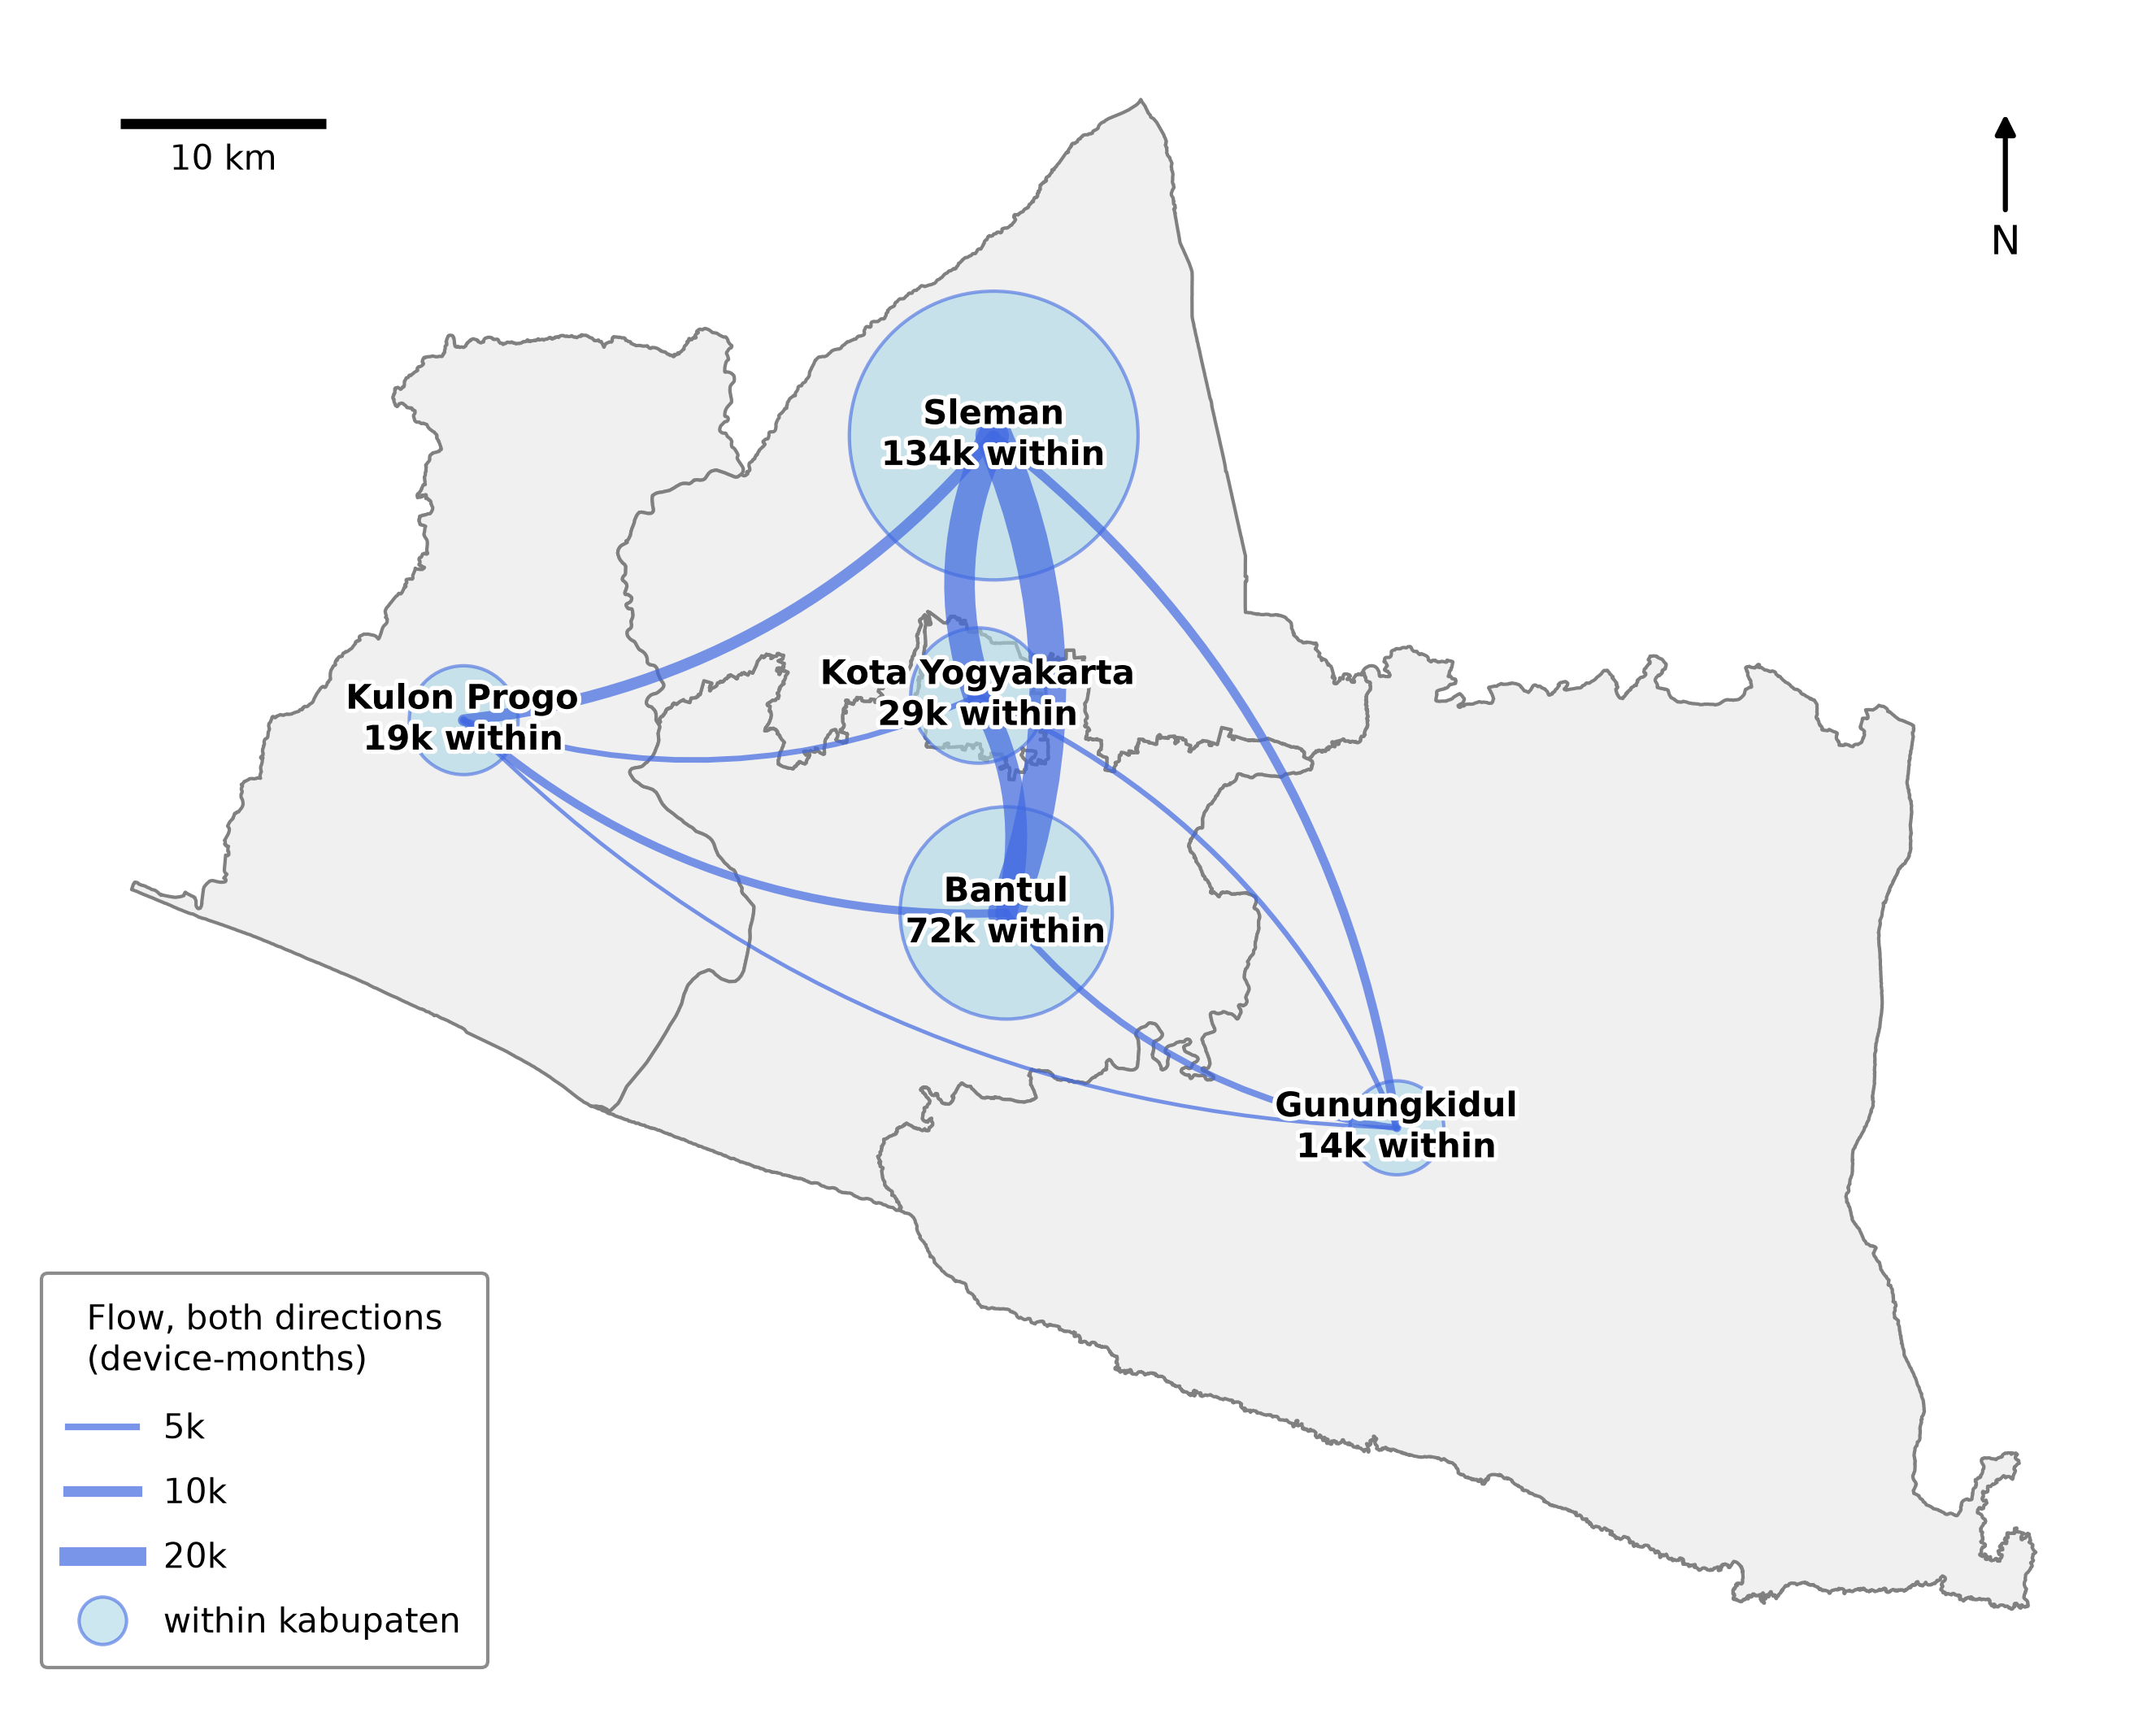 10 km
N
Sleman
134k within
Kota Yogyakarta
29k within
Kulon Progo
19k within
Bantul
72k within
Gunungkidul
14k within
Flow, both directions
(device-months)
5k
10k
20k
within kabupaten